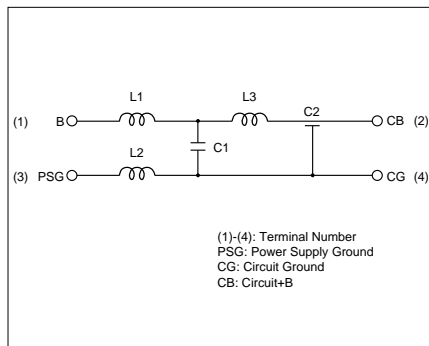 L1 L3
C2
(1) B CB (2)
C1
L2
(3) PSG CG (4)
(1)-(4): Terminal Number
PSG: Power Supply Ground
CG: Circuit Ground
CB: Circuit+B